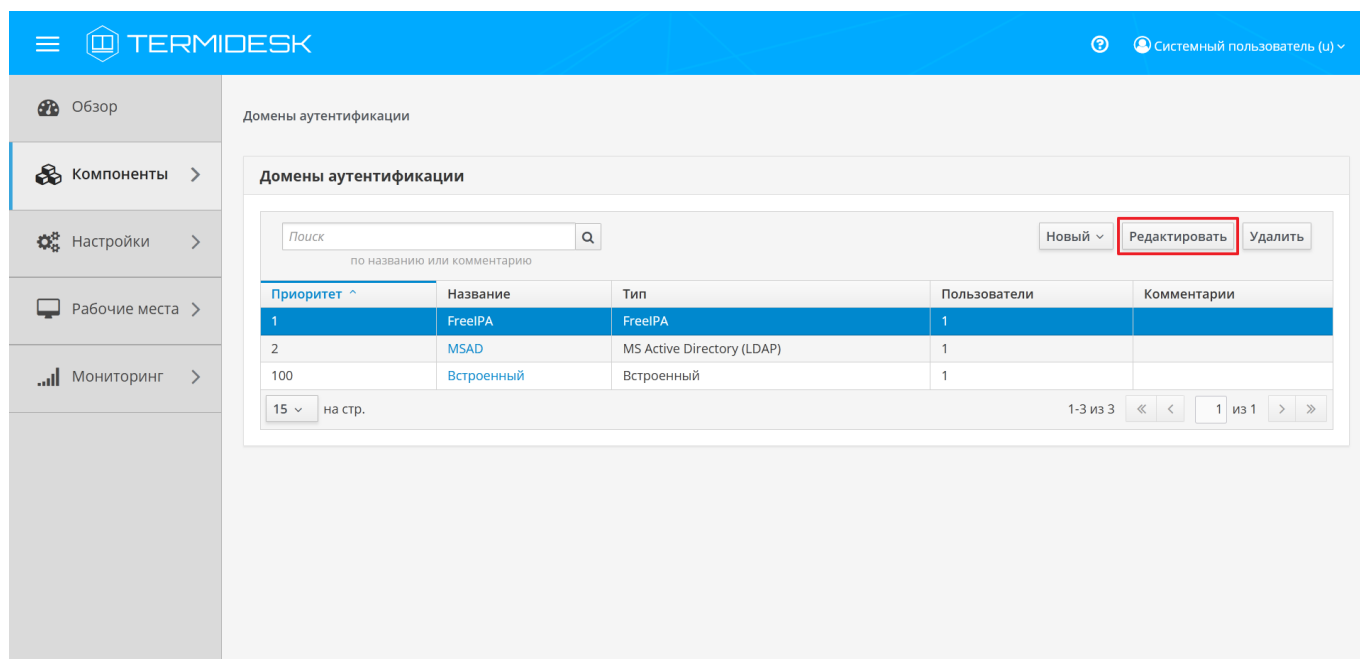 TERMIDESK
Системный пользователь (u)
Обзор
Компоненты
Настройки
Рабочие места
Мониторинг
Домены аутентификации
Домены аутентификации
Поиск
по названию или комментарию
Новый
Редактировать
Удалить
Приоритет Название Тип Пользователи Комментарии
1 FreeIPA FreeIPA 1
2 MSAD MS Active Directory (LDAP) 1
100 Встроенный Встроенный 1
15 на стр. 1-3 из 3 « < 1 из 1 > »